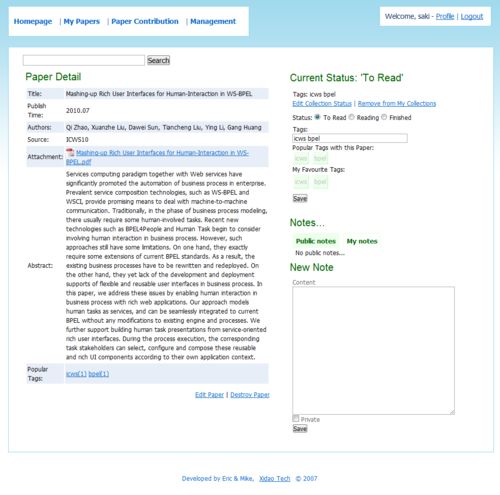 Homepage | My Papers | Paper Contribution | Management
Welcome, saki - Profile | Logout
Search
Paper Detail
Title: Mashing-up Rich User Interfaces for Human-Interaction in WS-BPEL
Publish Time: 2010.07
Authors: Qi Zhao, Xuanzhe Liu, Dawei Sun, Tiancheng Liu, Ying Li, Gang Huang
Source: ICWS10
Attachment: Mashing-up Rich User Interfaces for Human-Interaction in WS-
BPEL.pdf
Abstract:
Services computing paradigm together with Web services have
significantly promoted the automation of business process in enterprise.
Prevalent service composition technologies, such as WS-BPEL and
WSCI, provide promising means to deal with machine-to-machine
communication. Traditionally, in the phase of business process modeling,
there usually require some human-involved tasks. Recent new
technologies such as BPEL4People and Human Task begin to consider
involving human interaction in business process. However, such
approaches still have some limitations. On one hand, they exactly
require some extensions of current BPEL standards. As a result, the
existing business processes have to be rewritten and redeployed. On
the other hand, they yet lack of the development and deployment
supports of flexible and reusable user interfaces in business process. In
this paper, we address these issues by enabling human interaction in
business process with rich web applications. Our approach models
human tasks as services, and can be seamlessly integrated to current
BPEL without any modifications to existing engine and processes. We
further support building human task presentations from service-oriented
rich user interfaces. During the process execution, the corresponding
task stakeholders can select, configure and compose these reusable
and rich UI components according to their own application context.
Popular Tags: icws(1) bpel(1)
Edit Paper | Destroy Paper
Current Status: 'To Read'
Tags: icws bpel
Edit Collection Status | Remove from My Collections
Status: To Read Reading Finished
Tags:
icws bpel
Popular Tags with this Paper:
icws bpel
My Favourite Tags:
icws bpel
Save
Notes...
Public notes My notes
No public notes...
New Note
Content
Private
Save
Developed by Eric & Mike, Xidao Tech © 2007